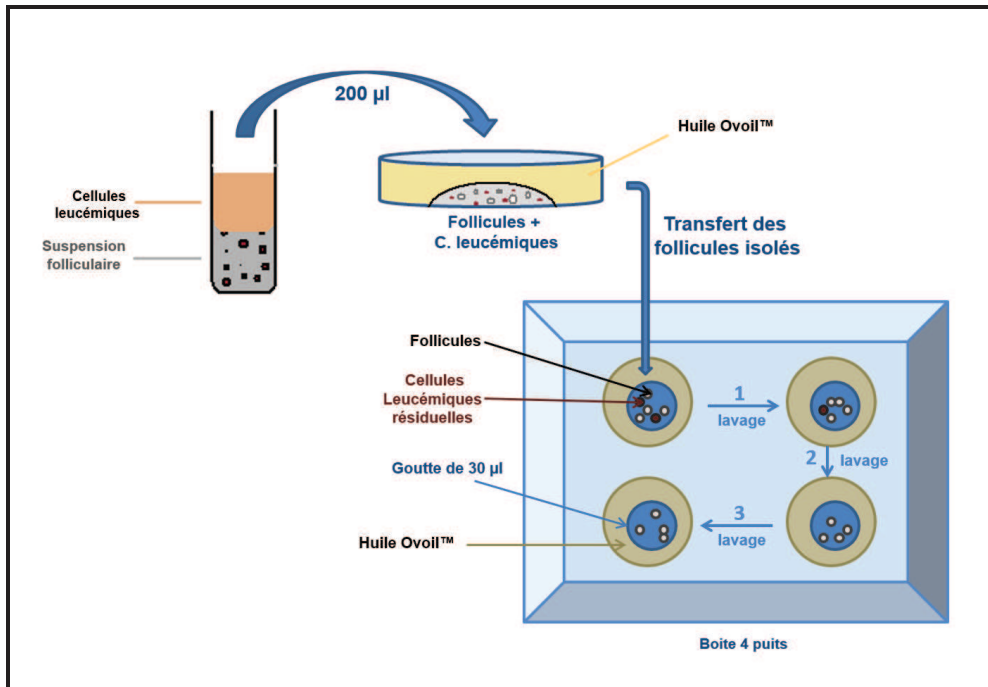 200 µl
Huile Ovoil™
Cellules
leucémiques
Suspension
folliculaire
Follicules +
C. leucémiques
Transfert des
follicules isolés
Follicules
Cellules
Leucémiques
résiduelles
1
lavage
2 lavage
Goutte de 30 µl
3
lavage
Huile Ovoil™
Boite 4 puits